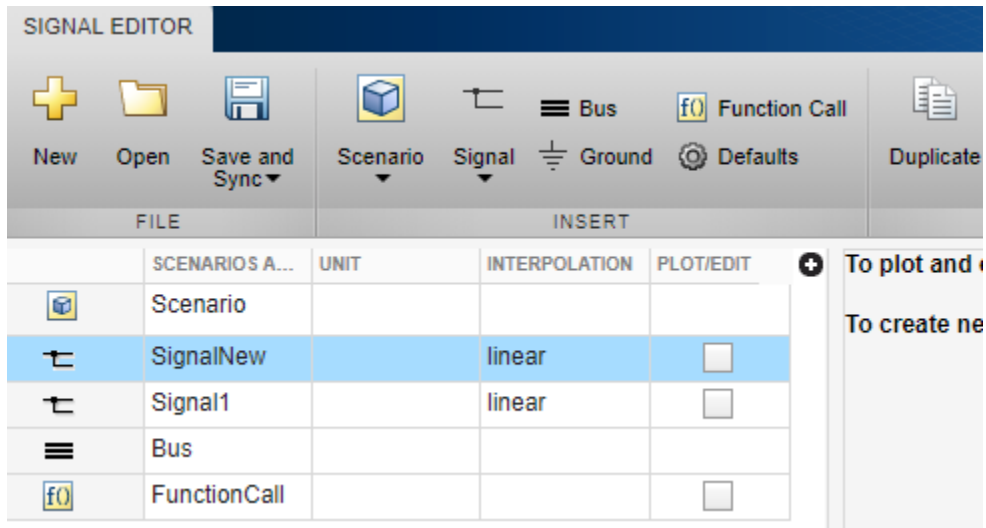 SIGNAL EDITOR
New
Open
Save and
Sync
Scenario
Signal
Bus
Ground
f() Function Call
Defaults
Duplicate
FILE
INSERT
SCENARIOS A... UNIT INTERPOLATION PLOT/EDIT
Scenario
SignalNew linear
Signal1 linear
Bus
f() FunctionCall
To plot and
To create ne